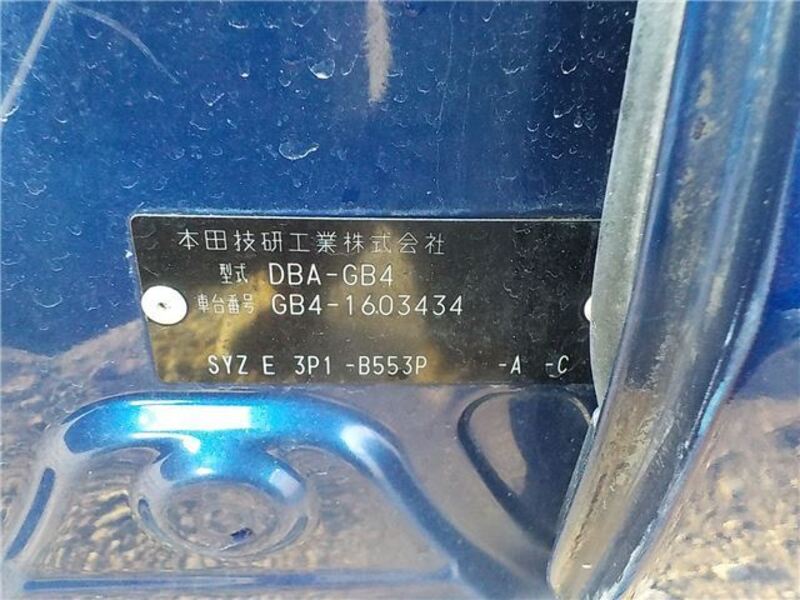 本田技研工業株式会社
型式 DBA-GB4
車台番号 GB4-1603434
SYZ E 3P1 -B553P -A -C